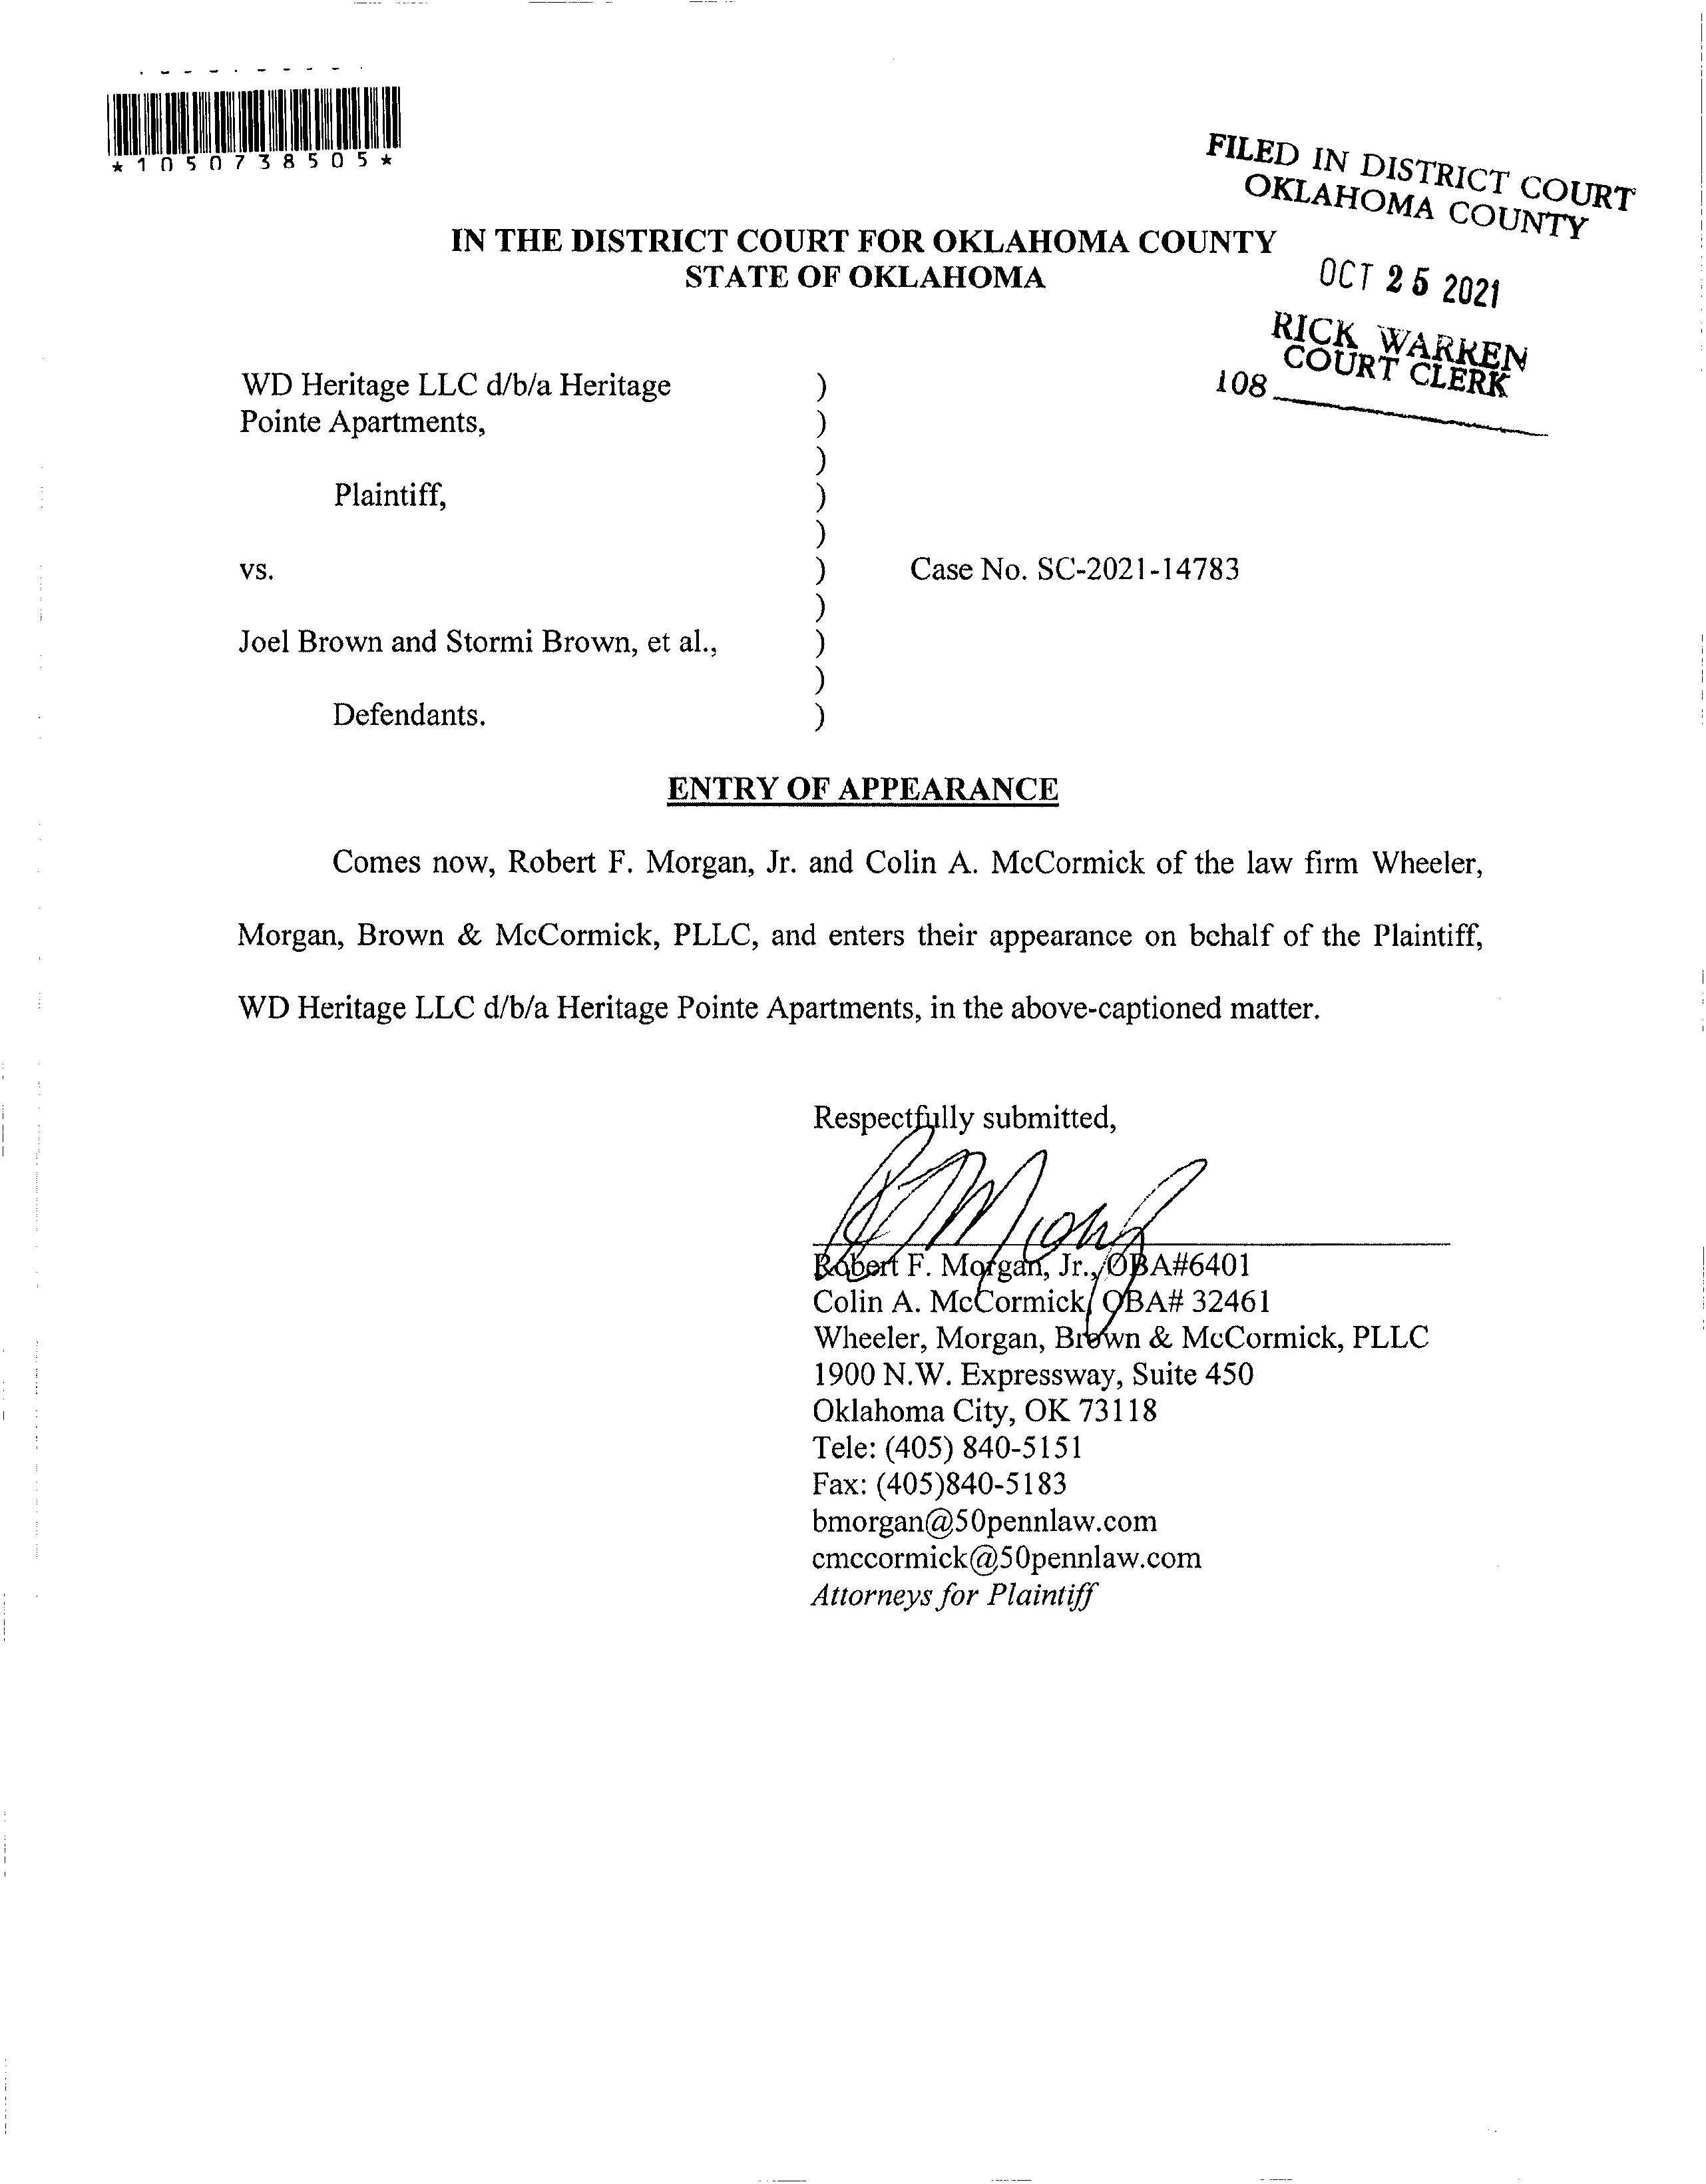 *1050738505*
FILED IN DISTRICT COURT
OKLAHOMA COUNTY
IN THE DISTRICT COURT FOR OKLAHOMA COUNTY
STATE OF OKLAHOMA
OCT 25 2021
RICK WARREN
COURT CLERK
108
WD Heritage LLC d/b/a Heritage )
Pointe Apartments, )
)
Plaintiff, )
)
vs. ) Case No. SC-2021-14783
)
Joel Brown and Stormi Brown, et al., )
)
Defendants. )
ENTRY OF APPEARANCE
Comes now, Robert F. Morgan, Jr. and Colin A. McCormick of the law firm Wheeler,
Morgan, Brown & McCormick, PLLC, and enters their appearance on behalf of the Plaintiff,
WD Heritage LLC d/b/a Heritage Pointe Apartments, in the above-captioned matter.
Respectfully submitted,
Robert F. Morgan, Jr., OBA#6401
Colin A. McCormick, OBA# 32461
Wheeler, Morgan, Brown & McCormick, PLLC
1900 N.W. Expressway, Suite 450
Oklahoma City, OK 73118
Tele: (405) 840-5151
Fax: (405)840-5183
bmorgan@50pennlaw.com
cmccormick@50pennlaw.com
Attorneys for Plaintiff